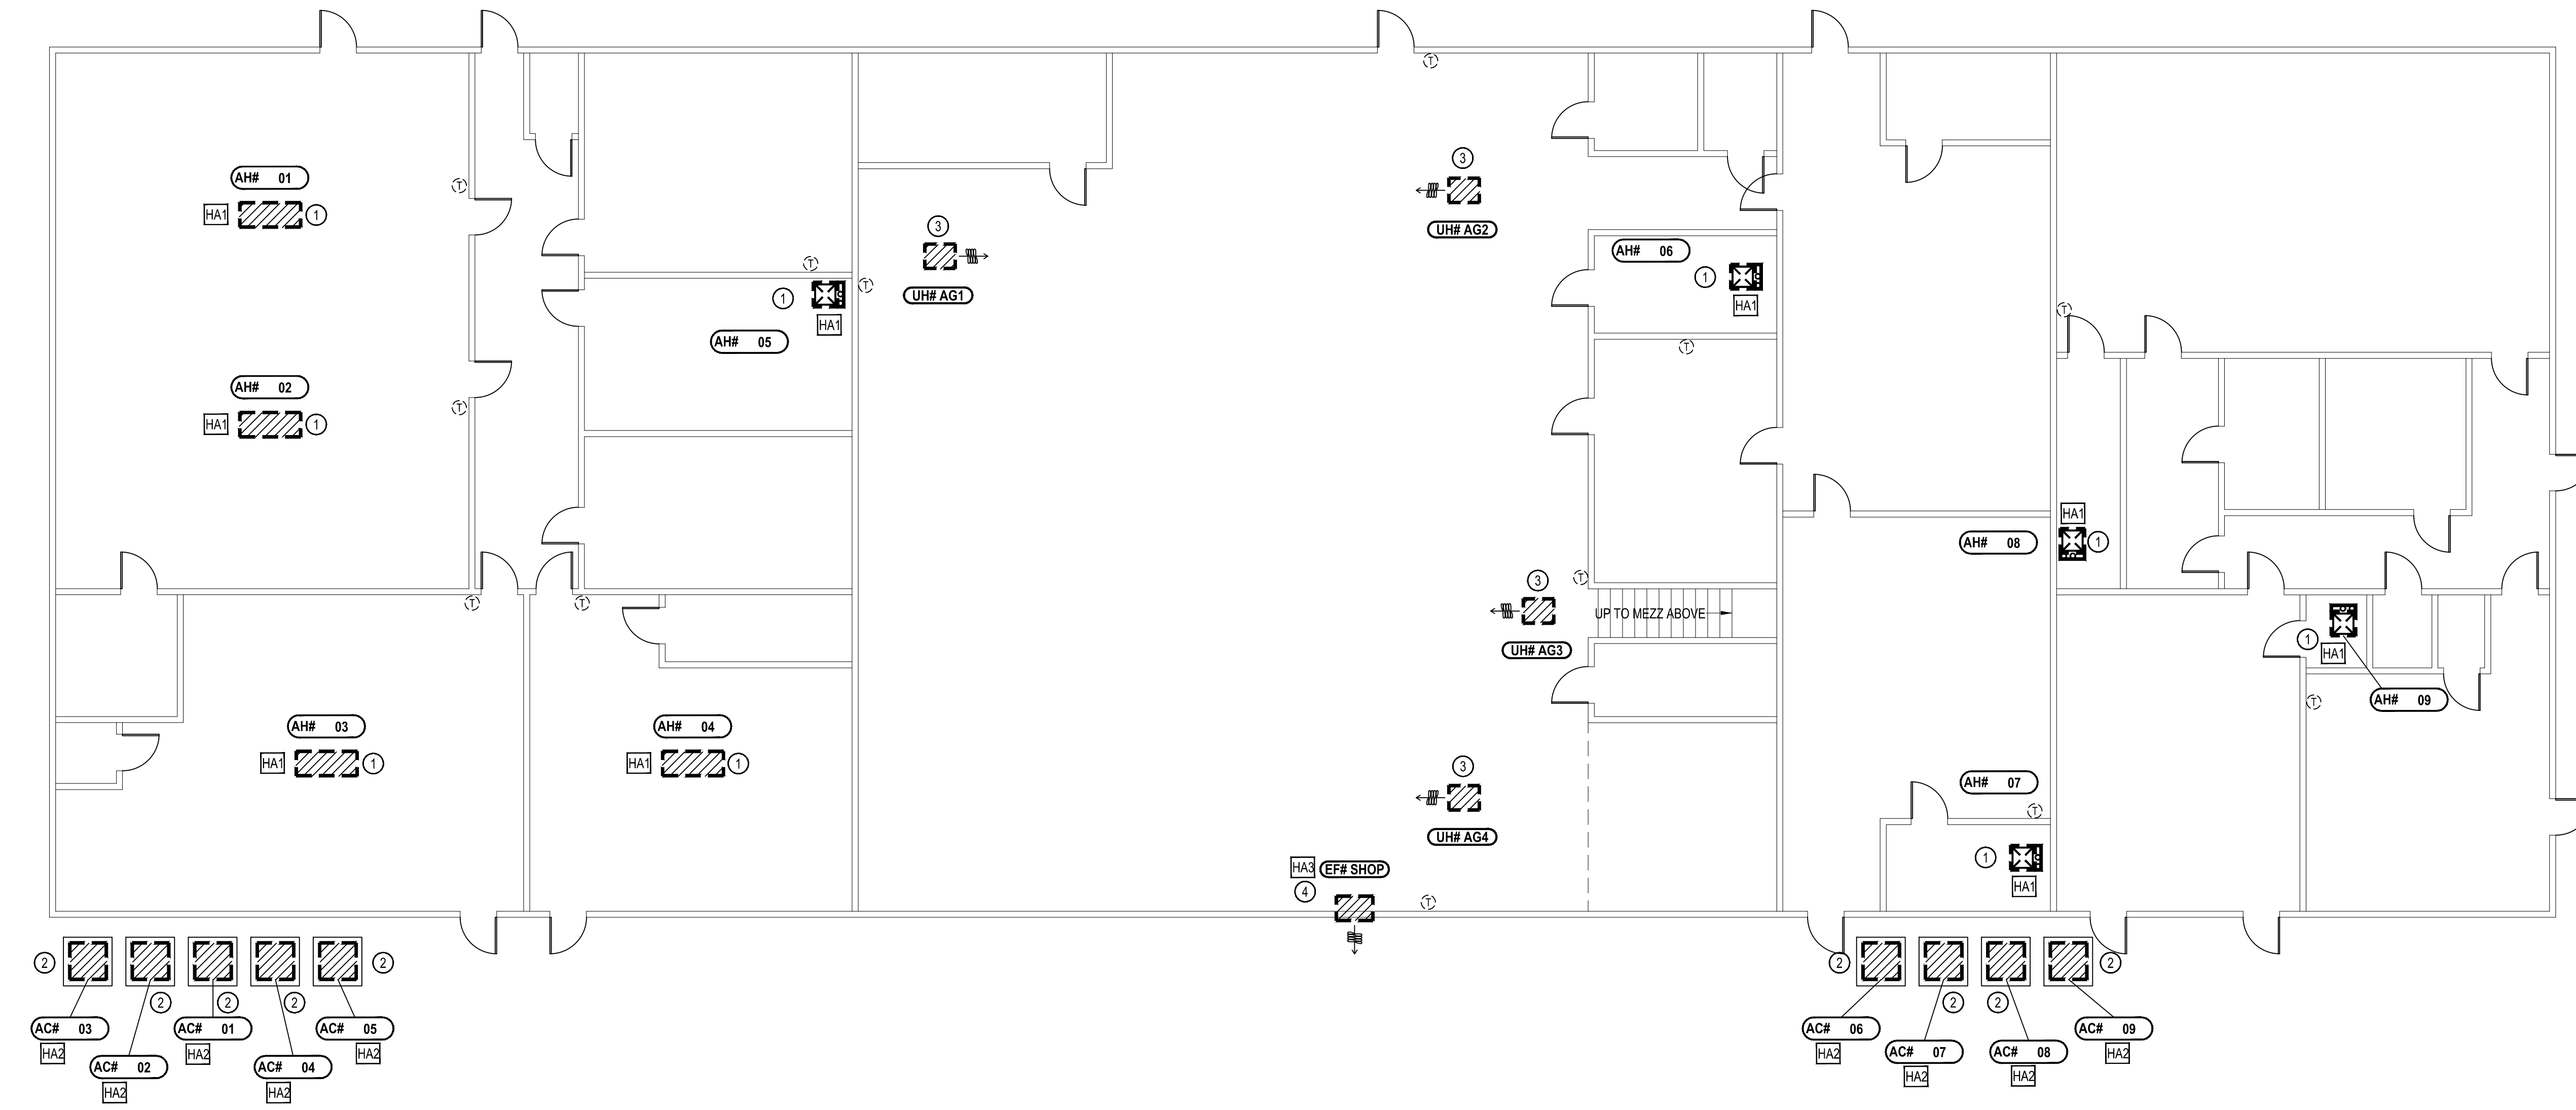 T
3
AH# 01
T
HA1 1
UH# AG2
3
AH# 06
T
1
HA1
T
1
HA1
UH# AG1
T
AH# 05
T
AH# 02
T
HA1 1
HA1
1
AH# 08
3
T
T
T
UP TO MEZZ ABOVE
UH# AG3
1
HA1
AH# 09
T
AH# 03
HA1 1
AH# 04
HA1 1
3
UH# AG4
AH# 07
T
1
HA1
HA3 EF# SHOP
4
T
2
2
2
2
2
2
2
2
2
AC# 03
HA2
AC# 02
HA2
AC# 01
HA2
AC# 04
HA2
AC# 05
HA2
AC# 06
HA2
AC# 07
HA2
AC# 08
HA2
AC# 09
HA2